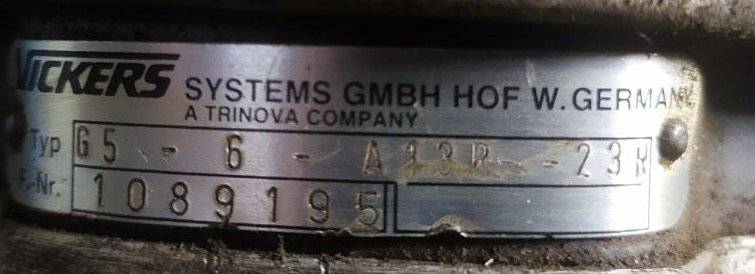 VICKERS SYSTEMS GMBH HOF W. GERMANY
A TRINOVA COMPANY
Typ G5 - 6 - A13R - 23R
F.-Nr. 1089195